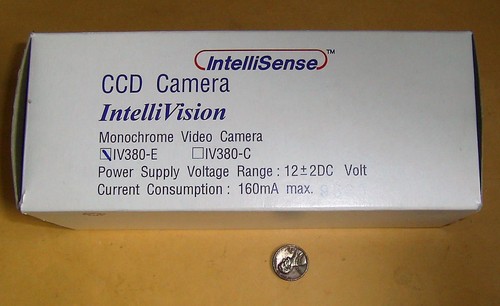 IntelliSense™
CCD Camera
IntelliVision
Monochrome Video Camera
☑IV380-E ☐IV380-C
Power Supply Voltage Range : 12±2DC Volt
Current Consumption : 160mA max.